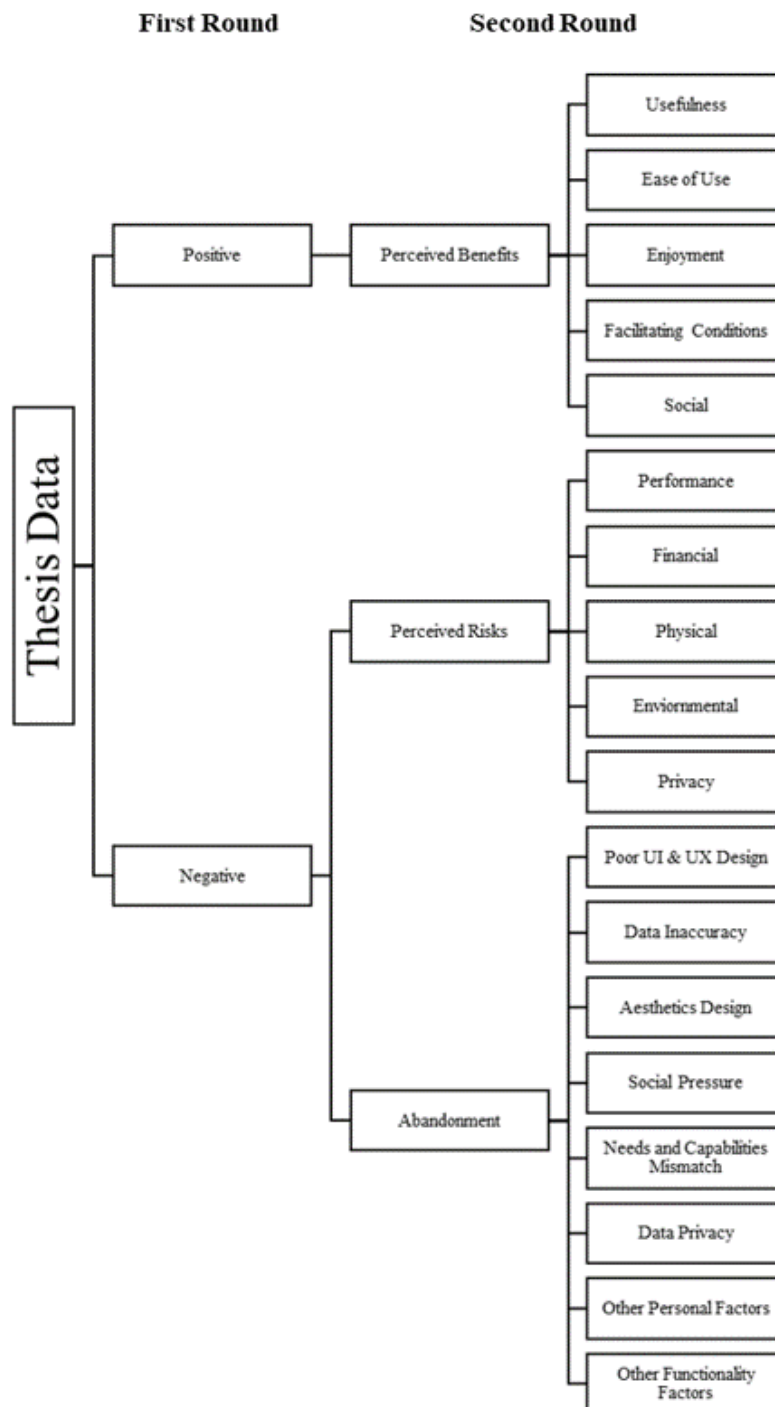 First Round
Second Round
Thesis Data
Positive
Negative
Perceived Benefits
Perceived Risks
Abandonment
Usefulness
Ease of Use
Enjoyment
Facilitating Conditions
Social
Performance
Financial
Physical
Enviornmental
Privacy
Poor UI & UX Design
Data Inaccuracy
Aesthetics Design
Social Pressure
Needs and Capabilities
Mismatch
Data Privacy
Other Personal Factors
Other Functionality
Factors